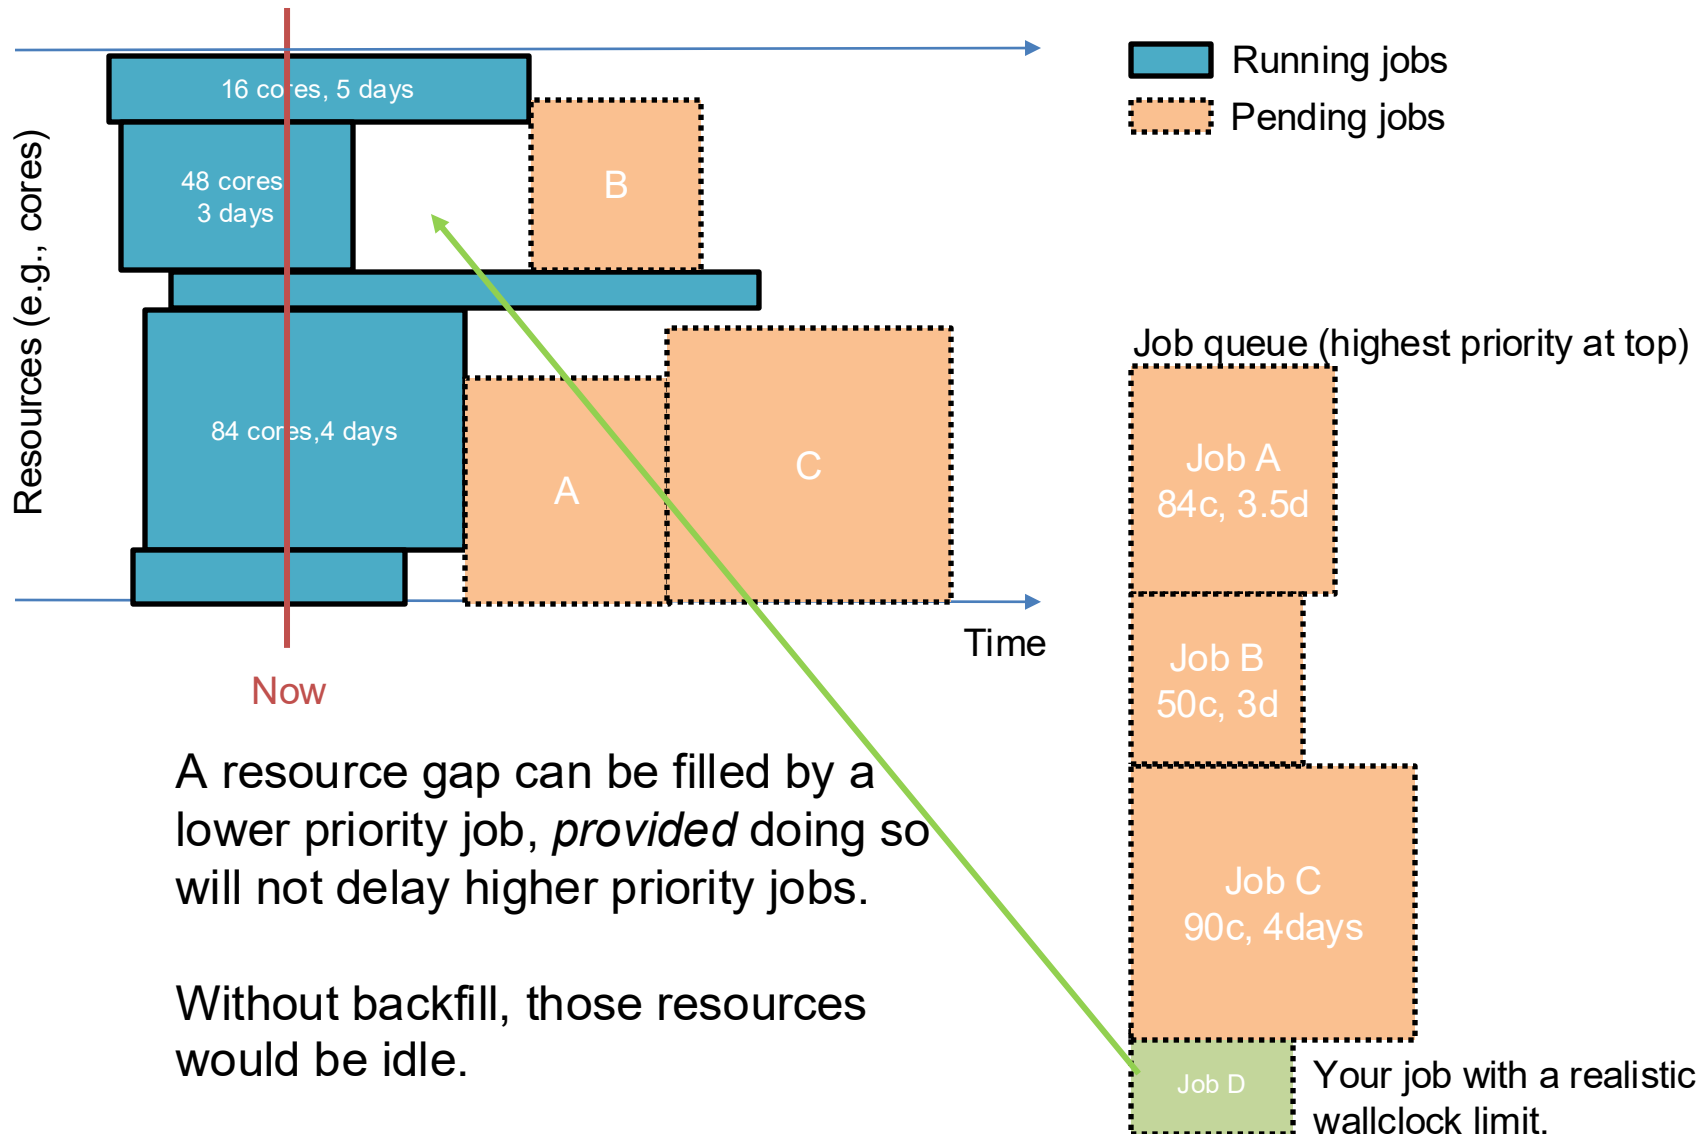 16 cores, 5 days
Running jobs
Pending jobs
Resources (e.g., cores)
48 cores
3 days
B
84 cores,4 days
A
C
Time
Now
Job queue (highest priority at top)
Job A
84c, 3.5d
Job B
50c, 3d
Job C
90c, 4days
Job D
Your job with a realistic
wallclock limit.
A resource gap can be filled by a
lower priority job, provided doing so
will not delay higher priority jobs.
Without backfill, those resources
would be idle.